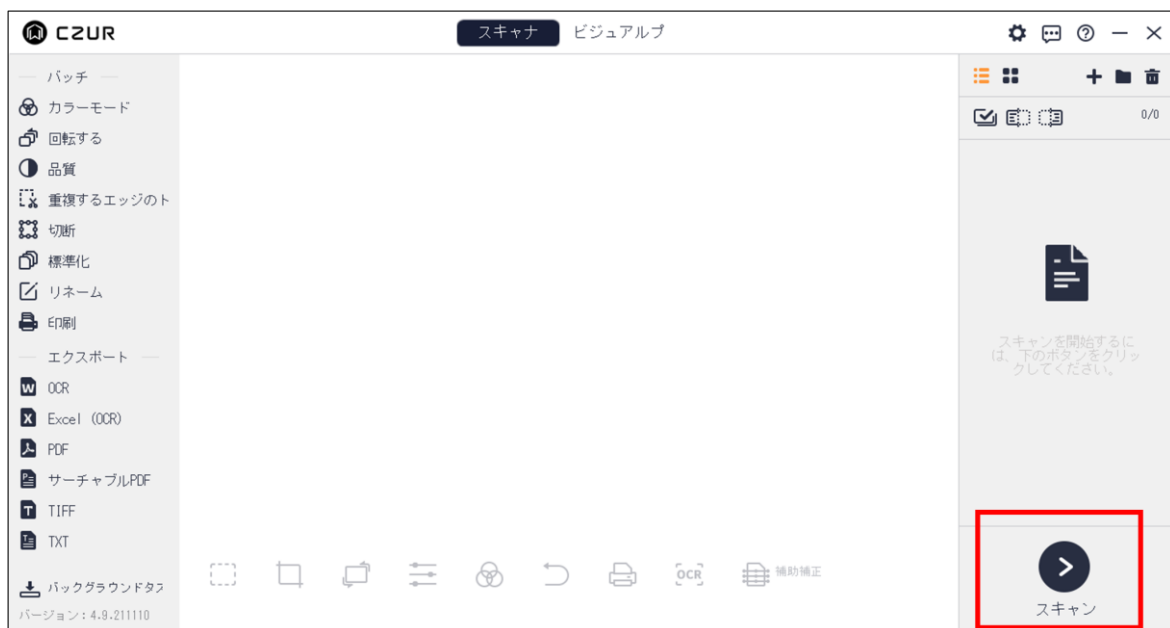 CZUR
スキャナ
ビジュアルプ
バッチ
カラーモード
回転する
品質
重複するエッジのト
切断
標準化
リネーム
印刷
エクスポート
OCR
Excel (OCR)
PDF
サーチャブルPDF
TIFF
TXT
バックグラウンドタス
バージョン：4.9.211110
OCR
補助補正
0/0
スキャンを開始するに
は、下のボタンをクリッ
クしてください。
スキャン